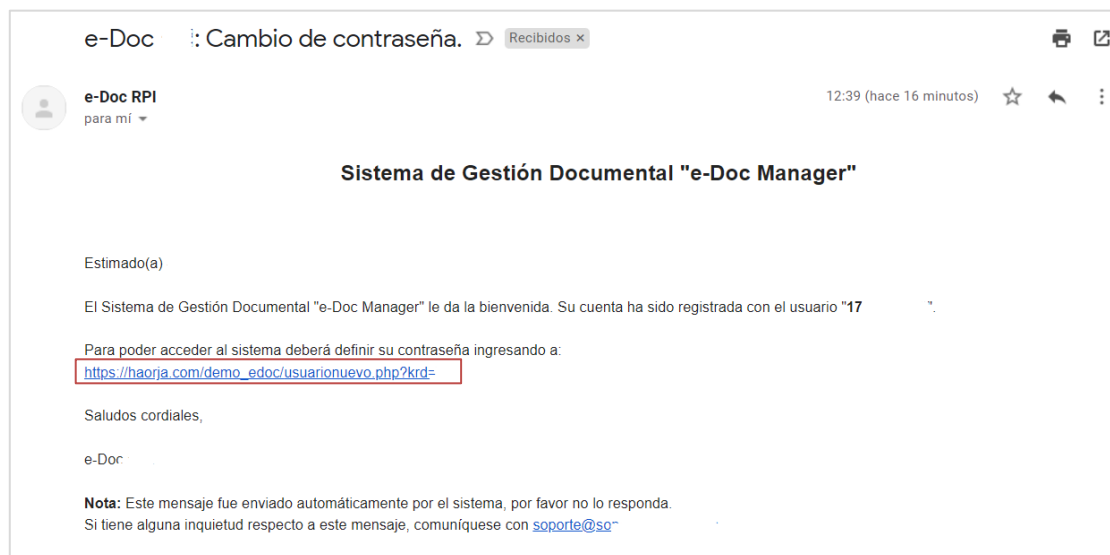 e-Doc : Cambio de contraseña. Recibidos ×
e-Doc RPI
12:39 (hace 16 minutos)
para mí
Sistema de Gestión Documental "e-Doc Manager"
Estimado(a)
El Sistema de Gestión Documental "e-Doc Manager" le da la bienvenida. Su cuenta ha sido registrada con el usuario "17 ".
Para poder acceder al sistema deberá definir su contraseña ingresando a:
https://haorja.com/demo_edoc/usuarionuevo.php?krd=
Saludos cordiales,
e-Doc
Nota: Este mensaje fue enviado automáticamente por el sistema, por favor no lo responda.
Si tiene alguna inquietud respecto a este mensaje, comuníquese con soporte@so